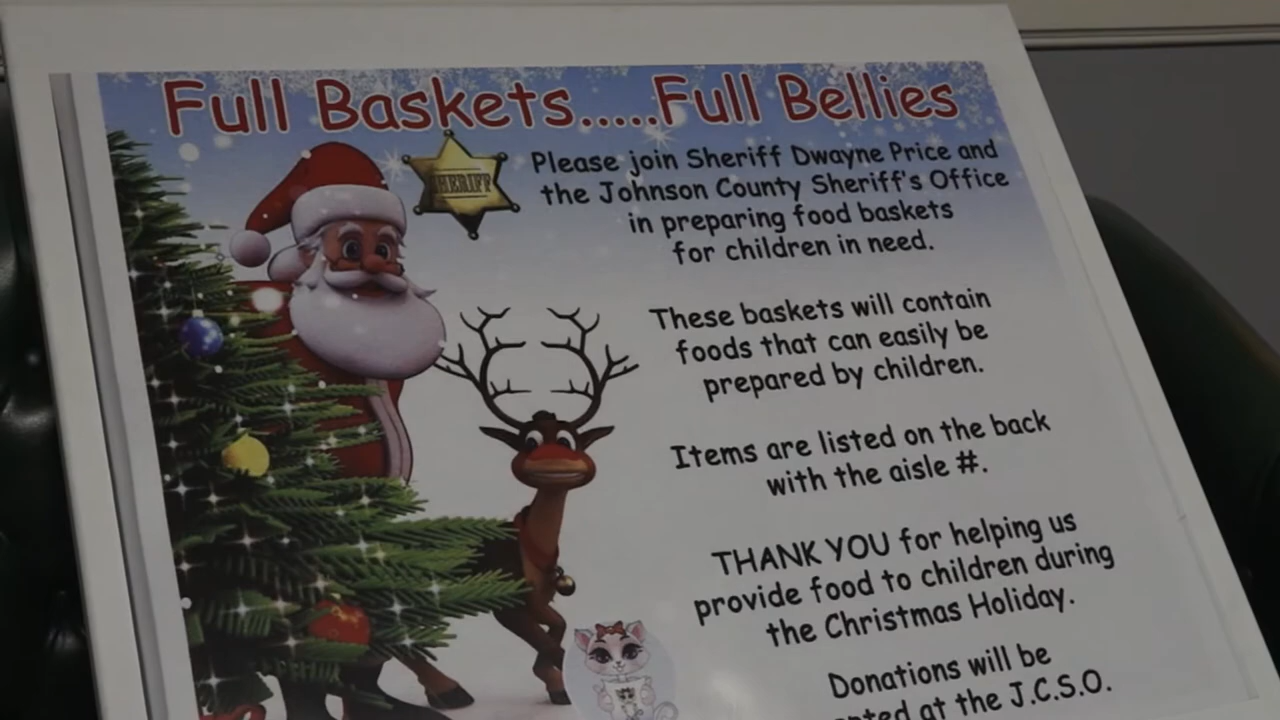 Full Baskets.....Full Bellies
SHERIFF
Please join Sheriff Dwayne Price and
the Johnson County Sheriff's Office
in preparing food baskets
for children in need.
These baskets will contain
foods that can easily be
prepared by children.
Items are listed on the back
with the aisle #.
THANK YOU for helping us
provide food to children during
the Christmas Holiday.
Donations will be
at the J.C.S.O.